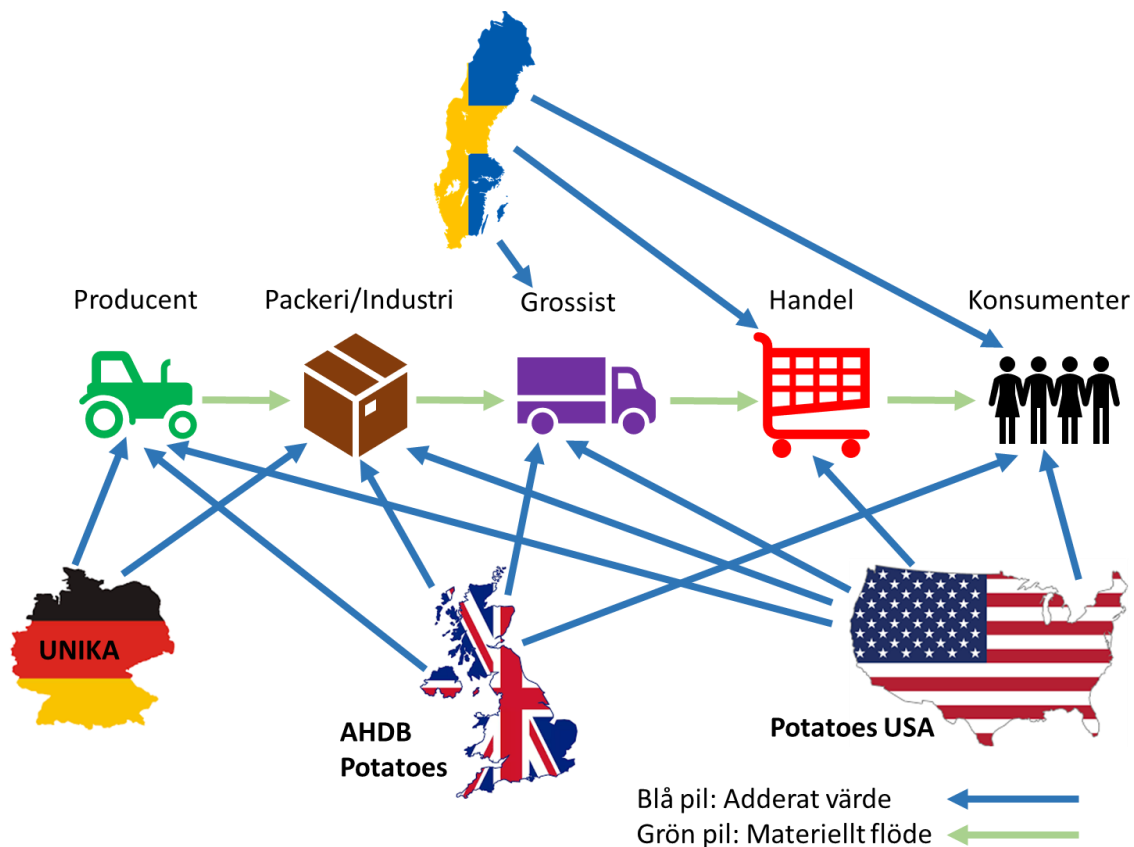 Producent
Packeri/Industri
Grossist
Handel
Konsumenter
UNIKA
AHDB
Potatoes
Potatoes USA
Blå pil: Adderat värde
Grön pil: Materiellt flöde